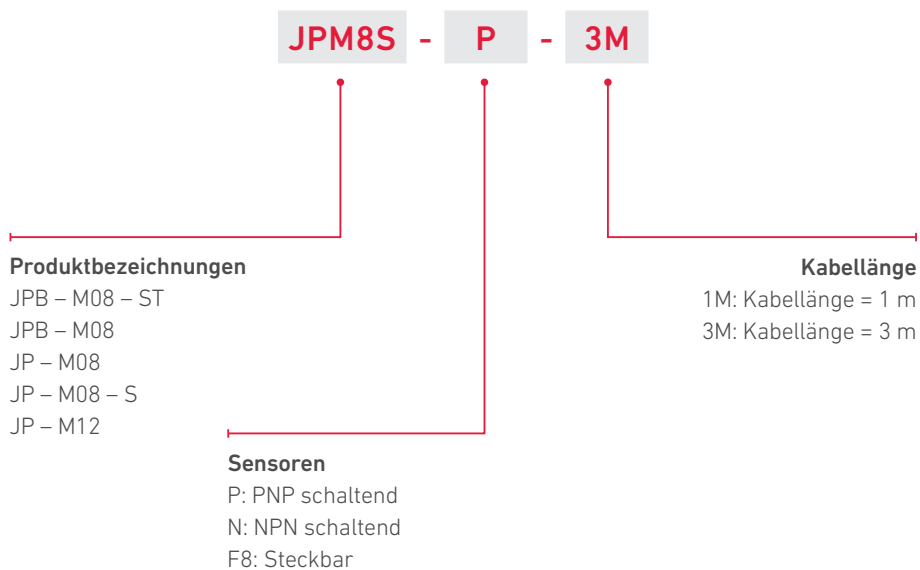 JPM8S - P - 3M
Produktbezeichnungen
JPB – M08 – ST
JPB – M08
JP – M08
JP – M08 – S
JP – M12
Sensoren
P: PNP schaltend
N: NPN schaltend
F8: Steckbar
Kabellänge
1M: Kabellänge = 1 m
3M: Kabellänge = 3 m